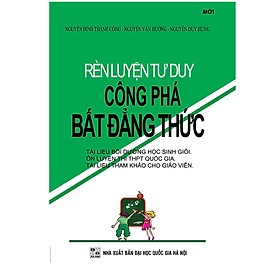 MỚI
NGUYỄN ĐÌNH THÀNH CÔNG - NGUYỄN VĂN HƯỞNG - NGUYỄN DUY HƯNG
RÈN LUYỆN TƯ DUY
CÔNG PHÁ
BẤT ĐẲNG THỨC
TÀI LIỆU BỒI DƯỠNG HỌC SINH GIỎI.
ÔN LUYỆN THI THPT QUỐC GIA.
TÀI LIỆU THAM KHẢO CHO GIÁO VIÊN.
NHÀ XUẤT BẢN ĐẠI HỌC QUỐC GIA HÀ NỘI